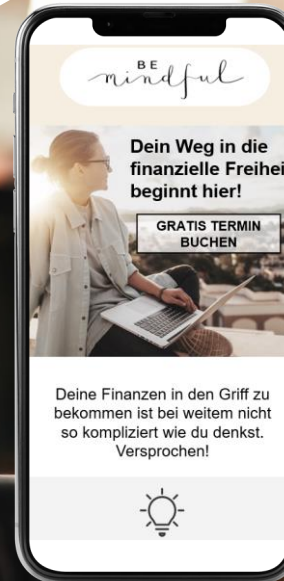 BE
mindful
Dein Weg in die
finanzielle Freihei
beginnt hier!
GRATIS TERMIN
BUCHEN
Deine Finanzen in den Griff zu
bekommen ist bei weitem nicht
so kompliziert wie du denkst.
Versprochen!